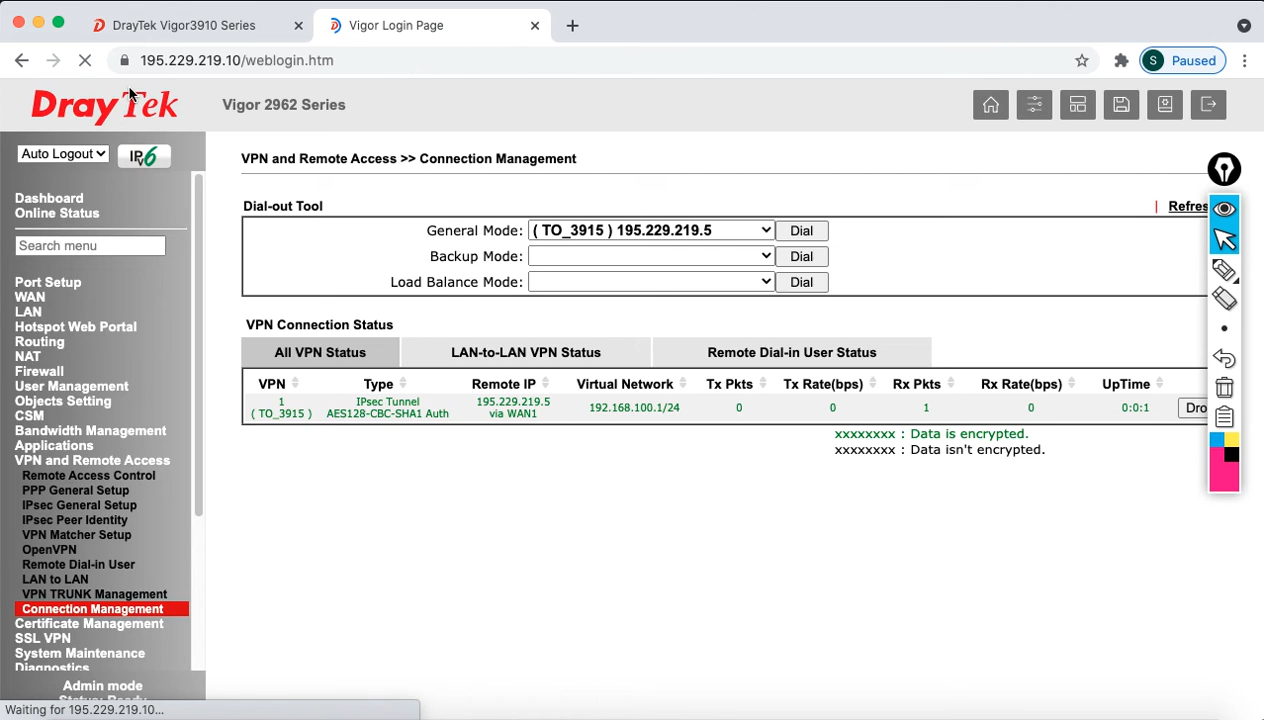 DrayTek Vigor3910 Series
Vigor Login Page
195.229.219.10/weblogin.htm
S Paused
DrayTek Vigor 2962 Series
Auto Logout IPv6
Dashboard
Online Status
Search menu
Port Setup
WAN
LAN
Hotspot Web Portal
Routing
NAT
Firewall
User Management
Objects Setting
CSM
Bandwidth Management
Applications
VPN and Remote Access
Remote Access Control
PPP General Setup
IPsec General Setup
IPsec Peer Identity
VPN Matcher Setup
OpenVPN
Remote Dial-in User
LAN to LAN
VPN TRUNK Management
Connection Management
Certificate Management
SSL VPN
System Maintenance
Diagnostics
Admin mode
Status: Ready
Waiting for 195.229.219.10...
VPN and Remote Access >> Connection Management
Dial-out Tool | Refres
General Mode: ( TO_3915 ) 195.229.219.5 Dial
Backup Mode: Dial
Load Balance Mode: Dial
VPN Connection Status
All VPN Status LAN-to-LAN VPN Status Remote Dial-in User Status
VPN Type Remote IP Virtual Network Tx Pkts Tx Rate(bps) Rx Pkts Rx Rate(bps) UpTime
1 IPsec Tunnel 195.229.219.5 192.168.100.1/24 0 0 1 0 0:0:1 Dro
( TO_3915 ) AES128-CBC-SHA1 Auth via WAN1
xxxxxxxx : Data is encrypted.
xxxxxxxx : Data isn't encrypted.